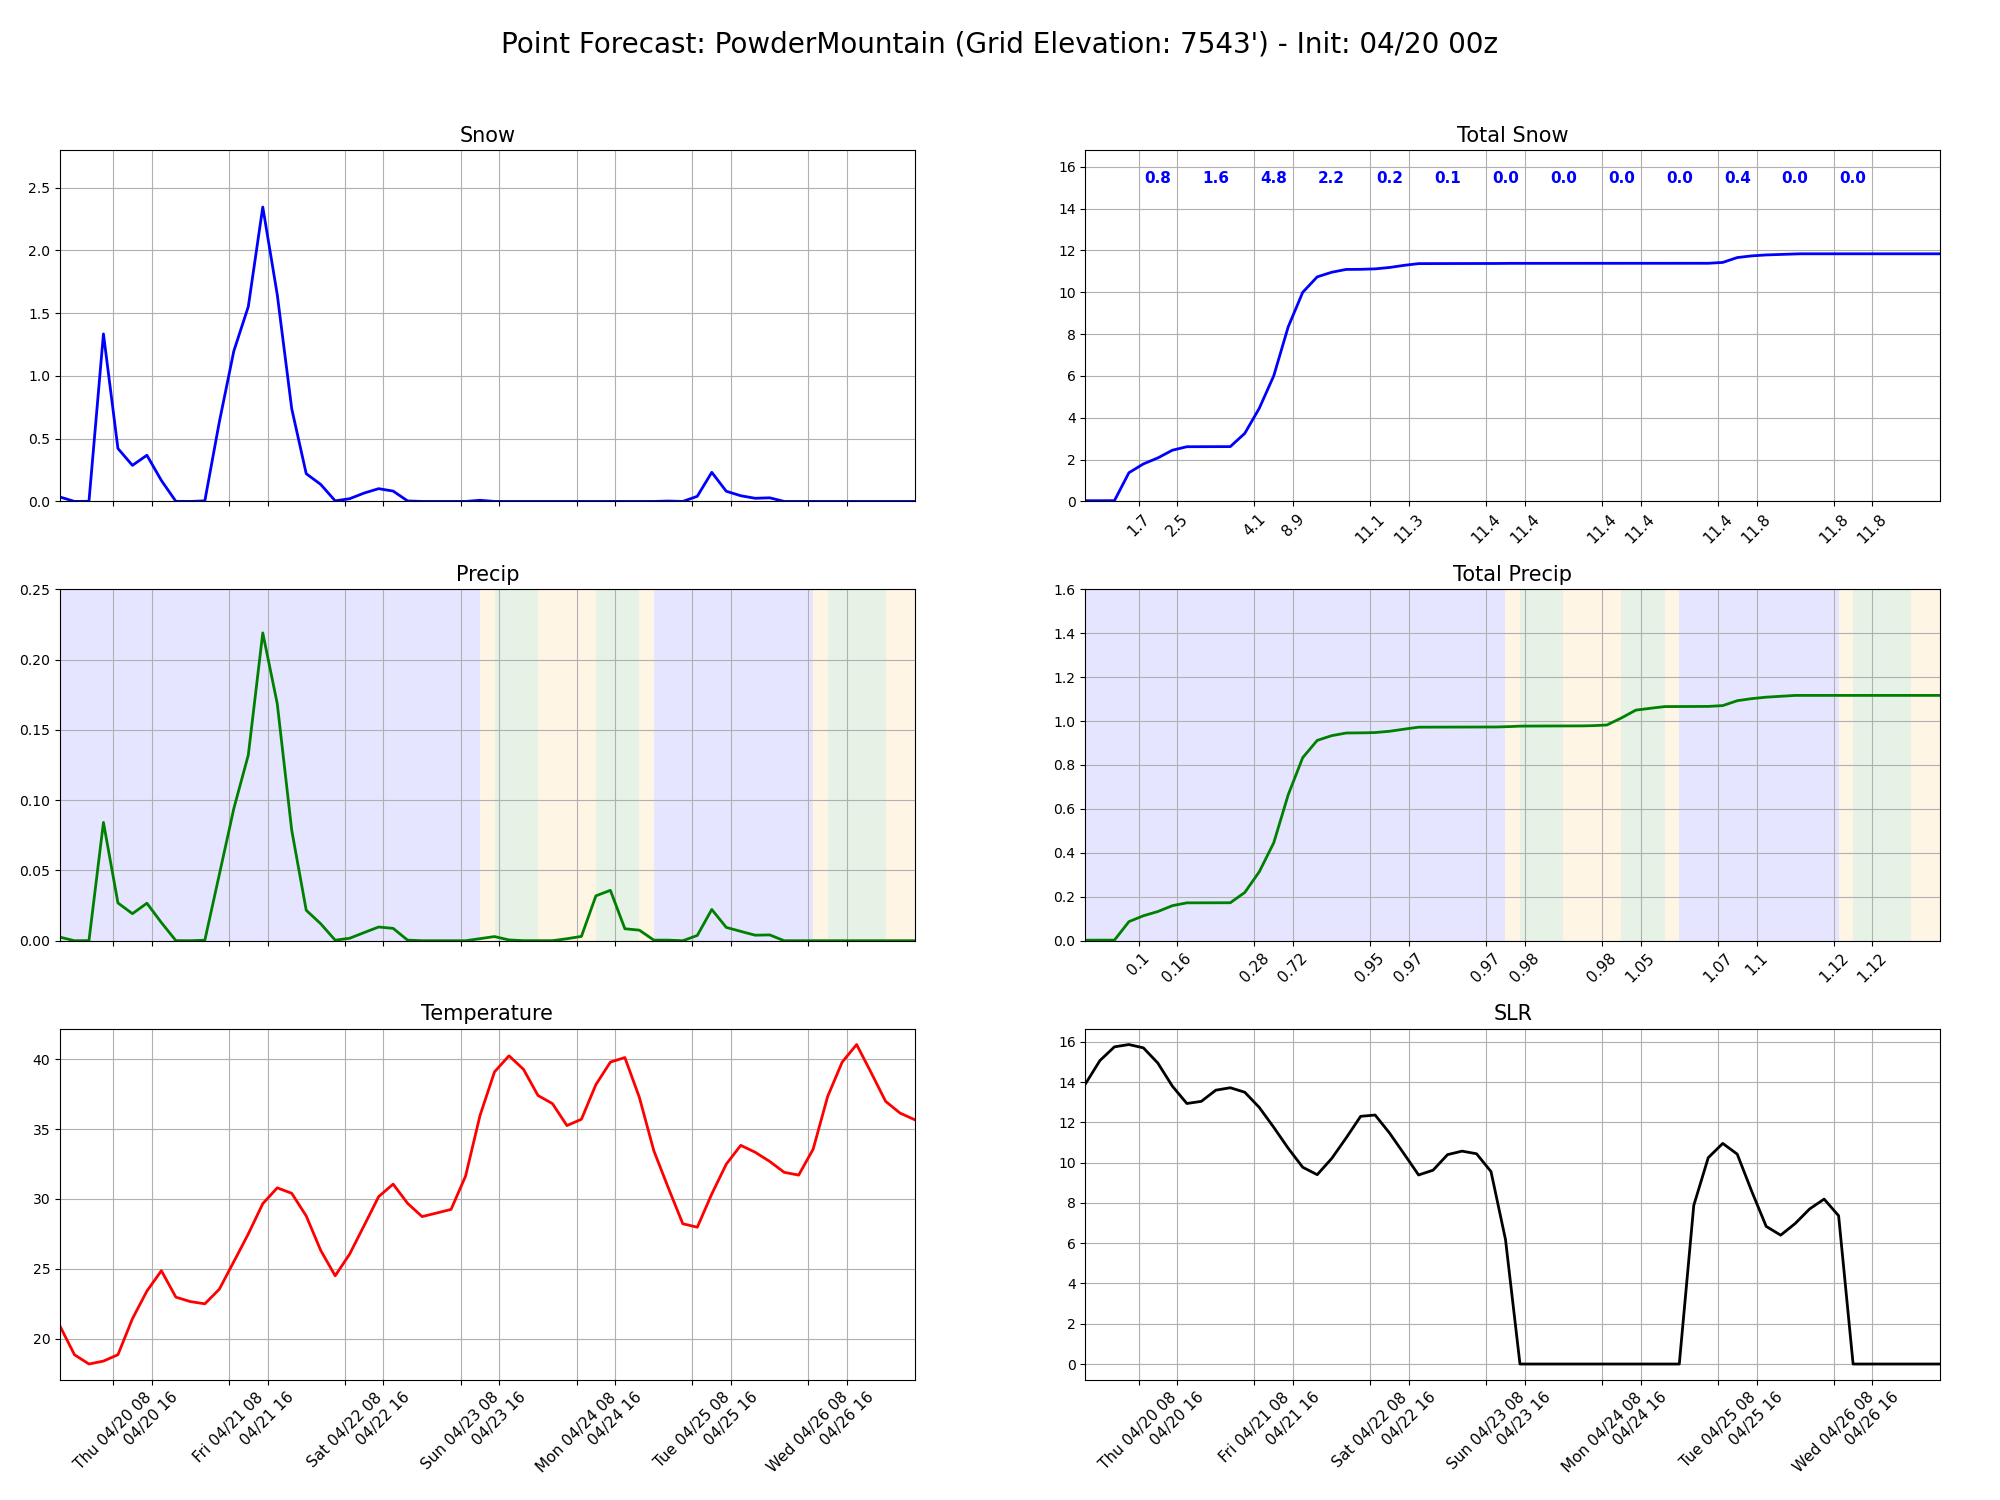 Point Forecast: PowderMountain (Grid Elevation: 7543') - Init: 04/20 00z
Snow
2.5
2.0
1.5
1.0
0.5
0.0
Total Snow
0.8 1.6 4.8 2.2 0.2 0.1 0.0 0.0 0.0 0.0 0.4 0.0 0.0
16
14
12
10
8
6
4
2
0
1.7 2.5 4.1 8.9 11.1 11.3 11.4 11.4 11.4 11.4 11.4 11.8 11.8 11.8
Precip
0.25
0.20
0.15
0.10
0.05
0.00
Total Precip
1.6
1.4
1.2
1.0
0.8
0.6
0.4
0.2
0.0
0.1 0.16 0.28 0.72 0.95 0.97 0.97 0.98 0.98 1.05 1.07 1.1 1.12 1.12
Temperature
40
35
30
25
20
Thu 04/20 08
04/20 16
Fri 04/21 08
04/21 16
Sat 04/22 08
04/22 16
Sun 04/23 08
04/23 16
Mon 04/24 08
04/24 16
Tue 04/25 08
04/25 16
Wed 04/26 08
04/26 16
SLR
16
14
12
10
8
6
4
2
0
Thu 04/20 08
04/20 16
Fri 04/21 08
04/21 16
Sat 04/22 08
04/22 16
Sun 04/23 08
04/23 16
Mon 04/24 08
04/24 16
Tue 04/25 08
04/25 16
Wed 04/26 08
04/26 16